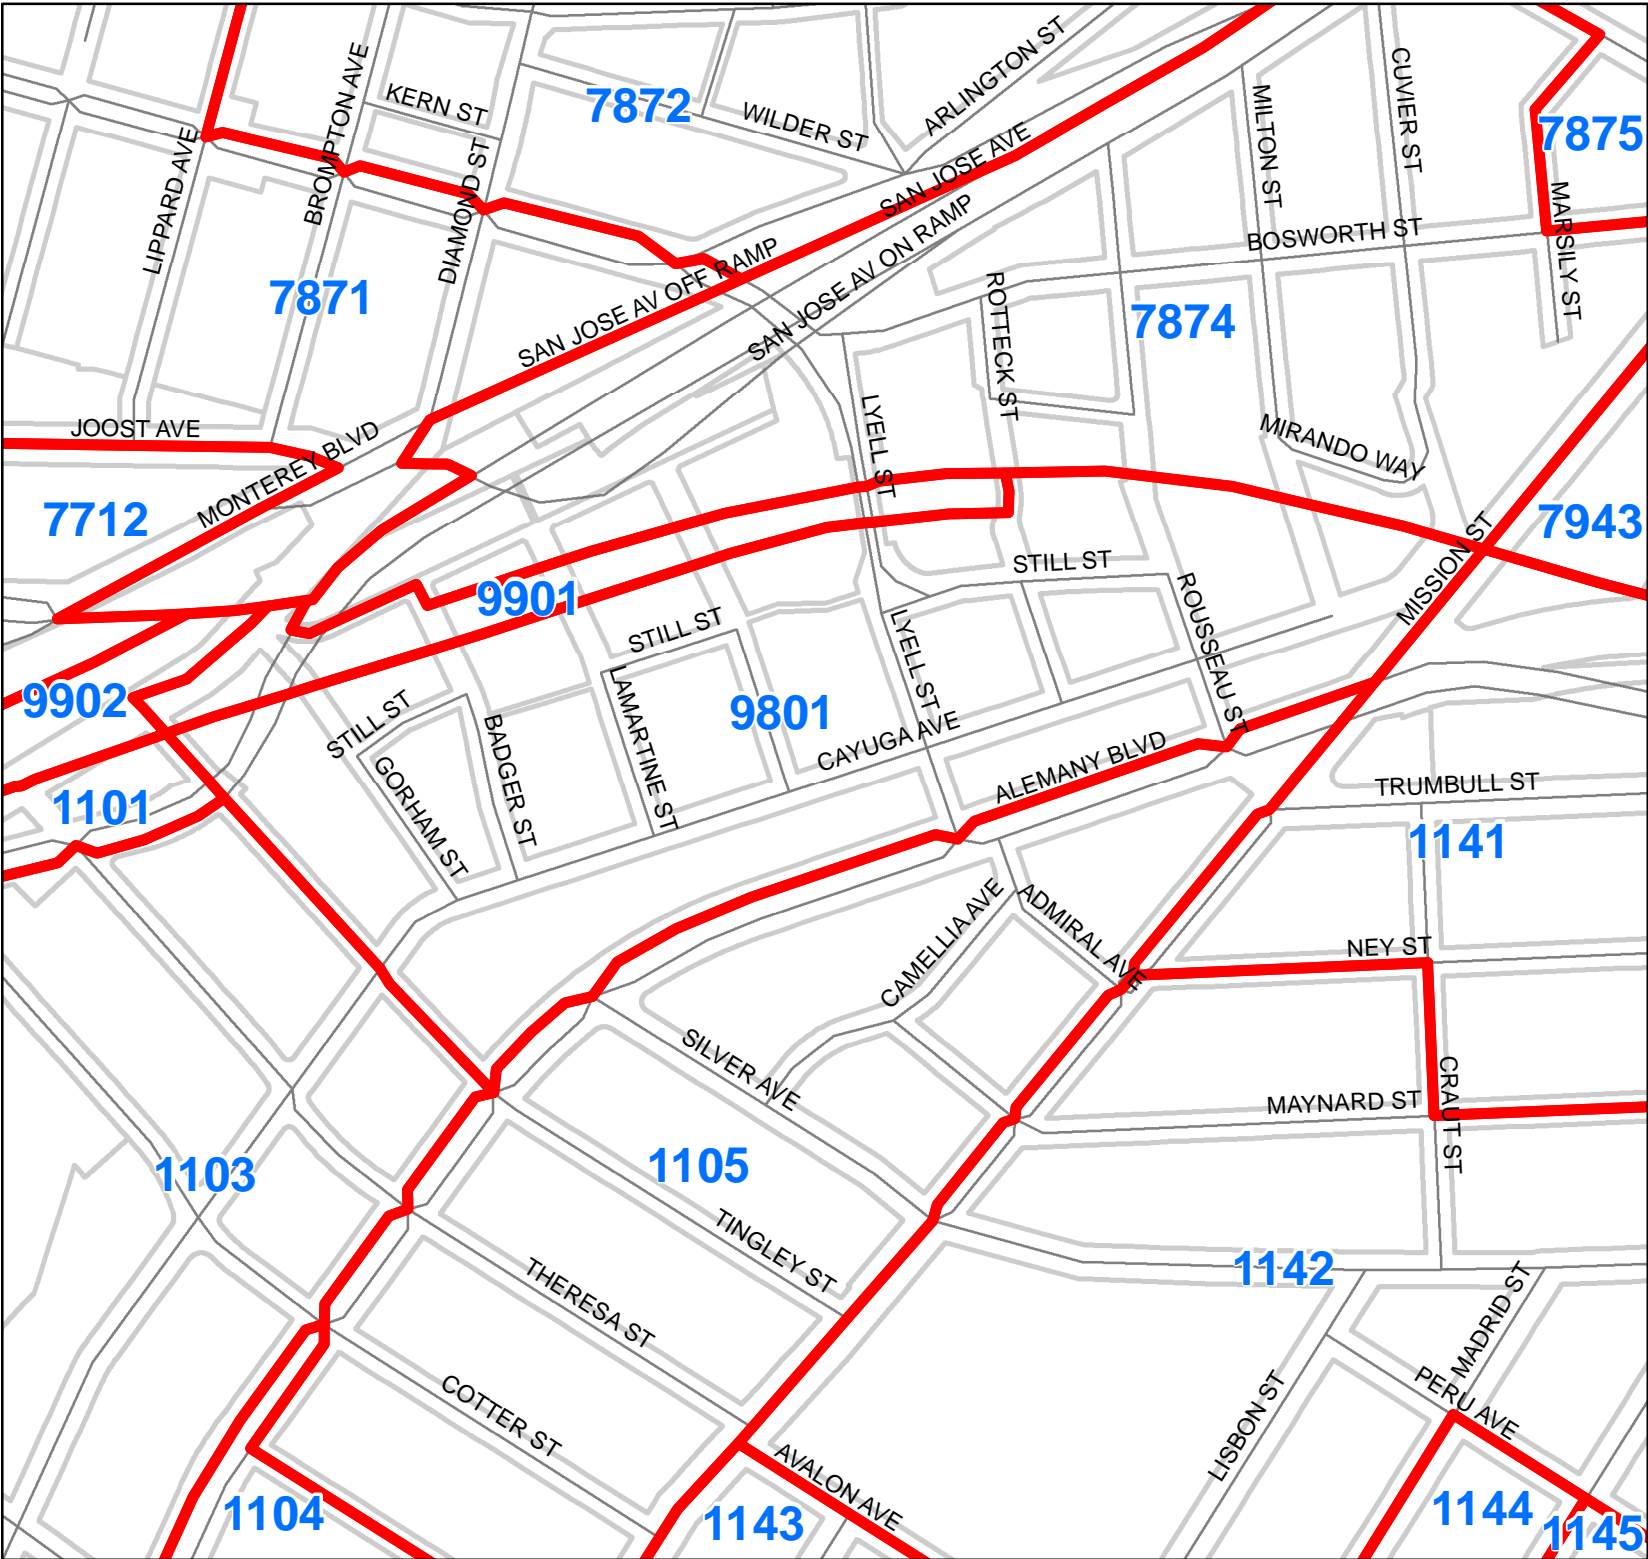 ARLINGTON ST
CUVIER ST
BROMPTON AVE
KERN ST
7872
WILDER ST
MILTON ST
7875
LIPPARD AVE
DIAMOND ST
SAN JOSE AVE
MARSILY ST
SAN JOSE AV ON RAMP
BOSWORTH ST
7871
SAN JOSE AV OFF RAMP
ROTTECK ST
7874
JOOST AVE
MONTEREY BLVD
LYELL ST
MIRANDO WAY
7712
7943
MISSION ST
STILL ST
9901
ROUSSEAU ST
STILL ST
LYELL ST
9902
LAMARTINE ST
9801
STILL ST
BADGER ST
CAYUGA AVE
ALEMANY BLVD
GORHAM ST
TRUMBULL ST
1101
1141
CAMELLIA AVE
ADMIRAL AVE
NEY ST
SILVER AVE
CRAUT ST
MAYNARD ST
1103
1105
TINGLEY ST
1142
THERESA ST
MADRID ST
PERU AVE
LISBON ST
COTTER ST
AVALON AVE
1104
1143
1144
1145